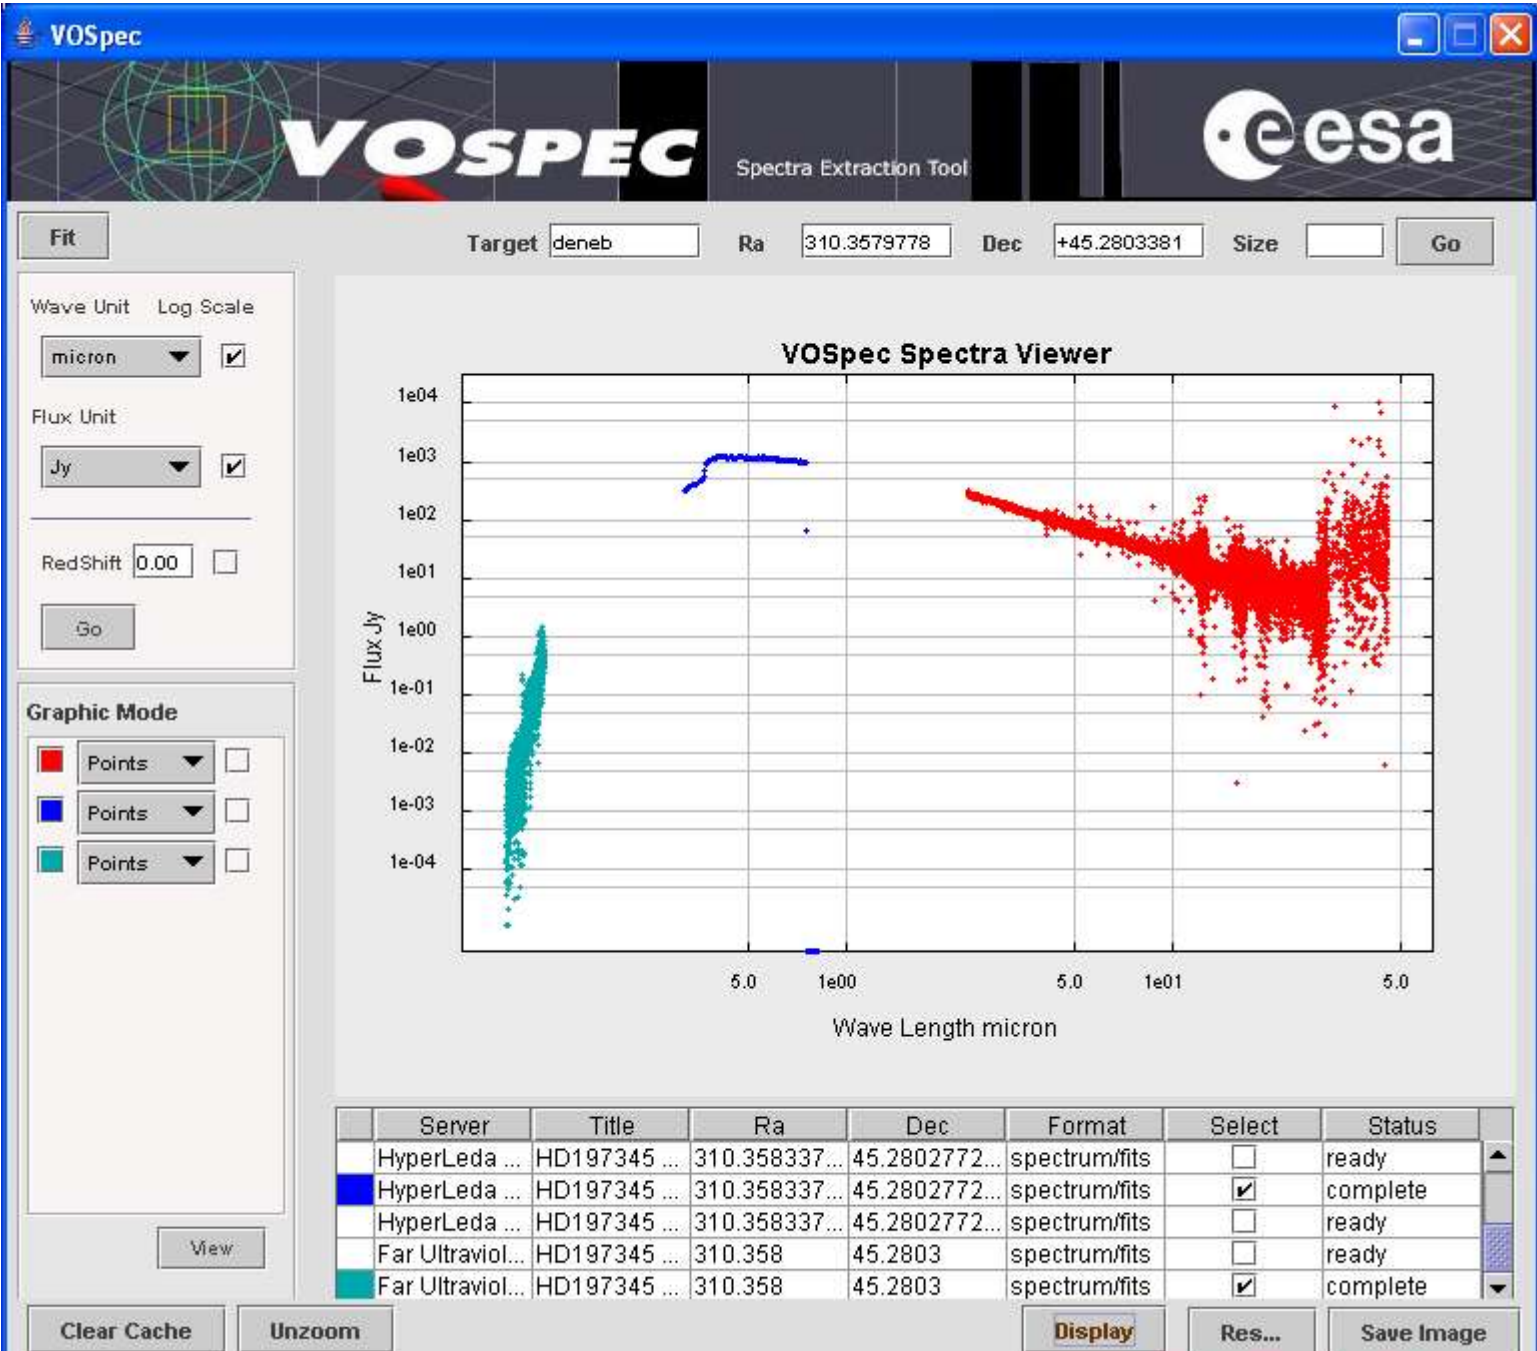 VOSpec
VOSPEC
Spectra Extraction Tool
esa
Fit
Target deneb Ra 310.3579778 Dec +45.2803381 Size Go
Wave Unit Log Scale
micron
Flux Unit
Jy
RedShift 0.00
Go
Graphic Mode
Points
Points
Points
View
VOSpec Spectra Viewer
1e04
1e03
1e02
1e01
1e00
1e-01
1e-02
1e-03
1e-04
Flux Jy
5.0 1e00 5.0 1e01 5.0
Wave Length micron
Server Title Ra Dec Format Select Status
HyperLeda ... HD197345 ... 310.358337... 45.2802772... spectrum/fits ready
HyperLeda ... HD197345 ... 310.358337... 45.2802772... spectrum/fits complete
HyperLeda ... HD197345 ... 310.358337... 45.2802772... spectrum/fits ready
Far Ultraviol... HD197345 ... 310.358 45.2803 spectrum/fits ready
Far Ultraviol... HD197345 ... 310.358 45.2803 spectrum/fits complete
Clear Cache Unzoom Display Res... Save Image